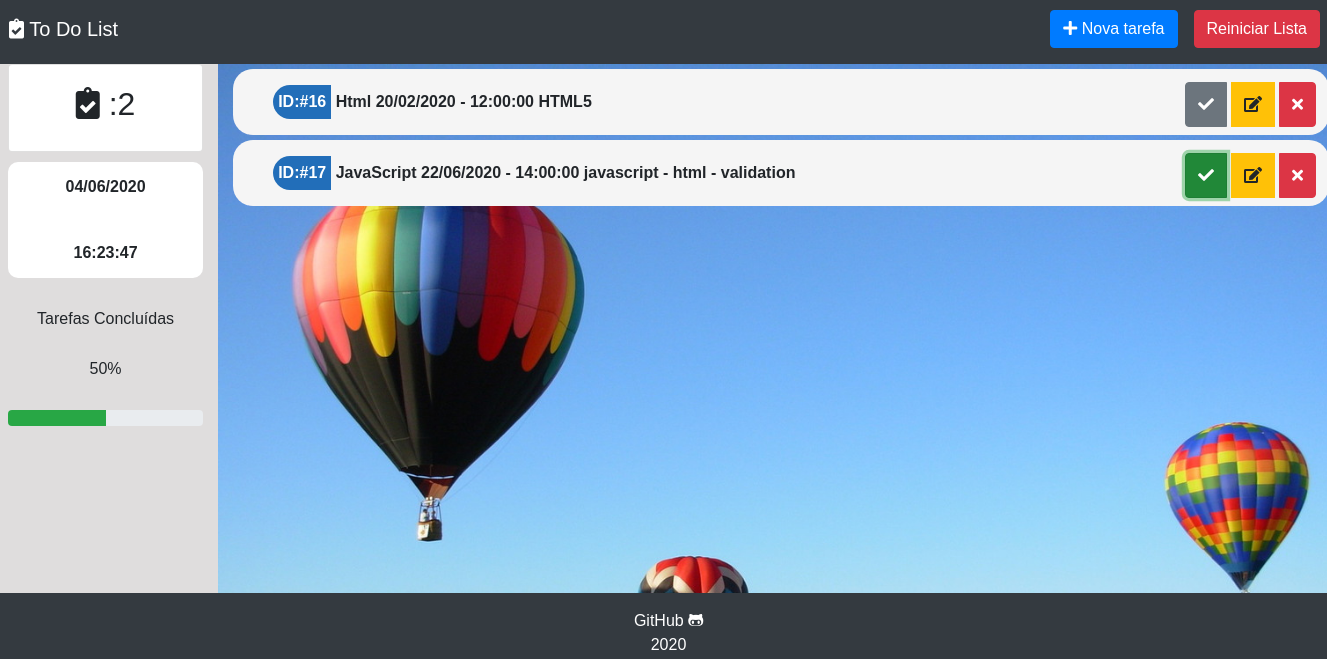 To Do List
Nova tarefa
Reiniciar Lista
:2
04/06/2020
16:23:47
Tarefas Concluídas
50%
ID:#16 Html 20/02/2020 - 12:00:00 HTML5
ID:#17 JavaScript 22/06/2020 - 14:00:00 javascript - html - validation
GitHub
2020